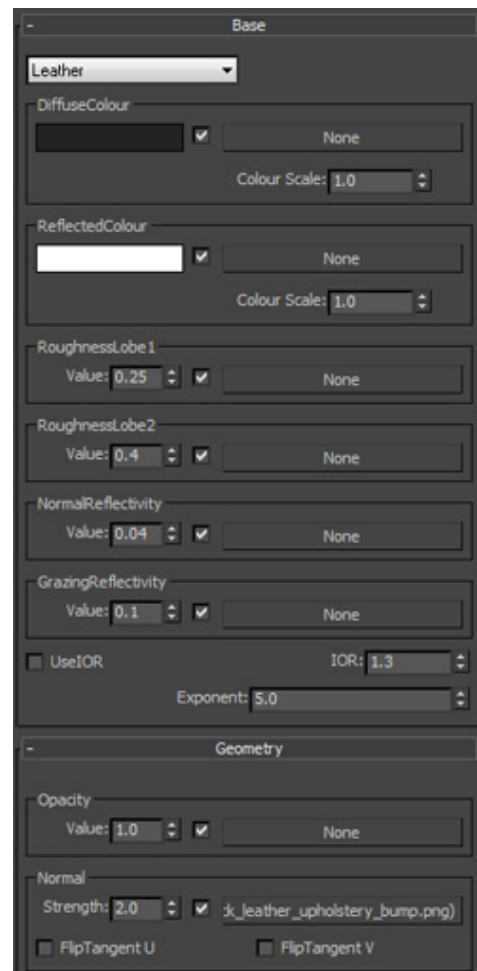 - Base
Leather
DiffuseColour
None
Colour Scale: 1.0
ReflectedColour
None
Colour Scale: 1.0
RoughnessLobe1
Value: 0.25 None
RoughnessLobe2
Value: 0.4 None
NormalReflectivity
Value: 0.04 None
GrazingReflectivity
Value: 0.1 None
UseIOR IOR: 1.3
Exponent: 5.0
- Geometry
Opacity
Value: 1.0 None
Normal
Strength: 2.0 ck_leather_upholstery_bump.png)
FlipTangent U FlipTangent V